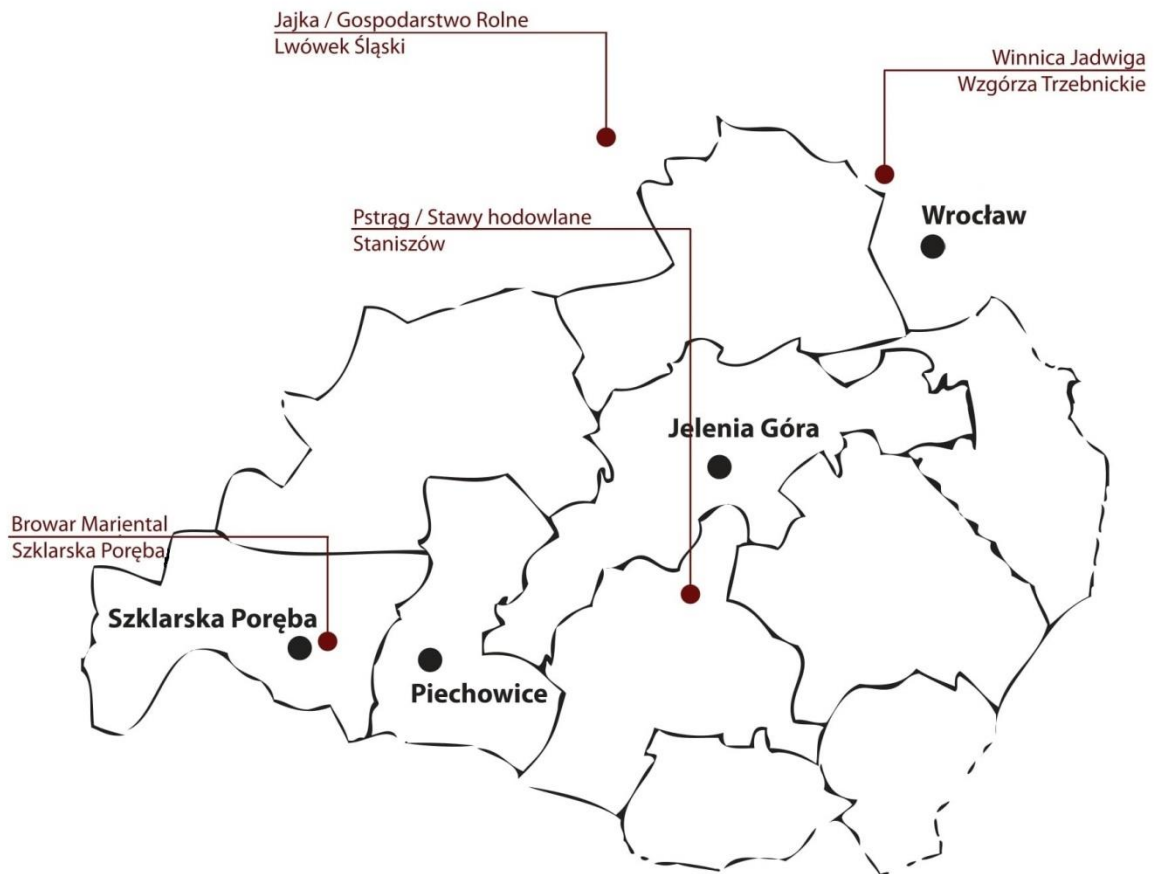 Jajka / Gospodarstwo Rolne
Lwówek Śląski
Winnica Jadwiga
Wzgórza Trzebnickie
Pstrąg / Stawy hodowlane
Staniszów
Wrocław
Jelenia Góra
Browar Mariental
Szklarska Poręba
Szklarska Poręba
Piechowice